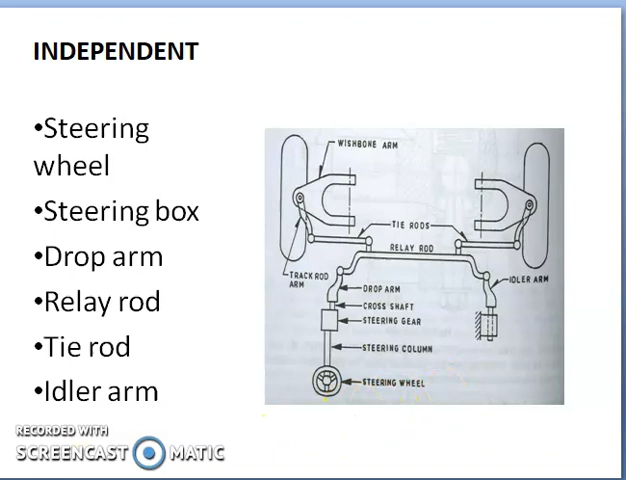 INDEPENDENT
•Steering
wheel
•Steering box
•Drop arm
•Relay rod
•Tie rod
•Idler arm
WISHBONE ARM
TIE RODS
RELAY ROD
TRACK ROD
ARM
IDLER ARM
DROP ARM
CROSS SHAFT
STEERING GEAR
STEERING COLUMN
STEERING WHEEL
RECORDED WITH
SCREENCAST MATIC